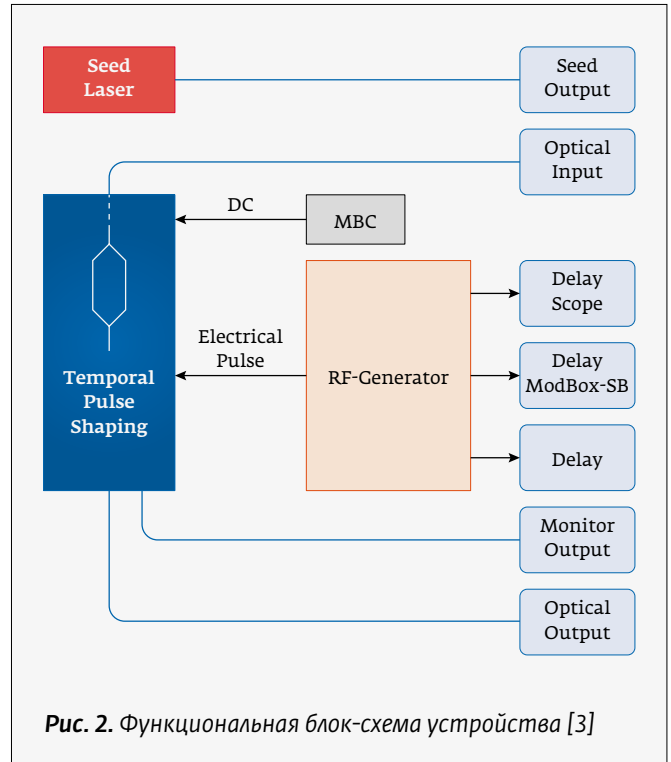 Seed
Laser
Seed
Output
Optical
Input
DC
MBC
Delay
Scope
Electrical
Pulse
RF-Generator
Delay
ModBox-SB
Temporal
Pulse
Shaping
Delay
Monitor
Output
Optical
Output
Рис. 2. Функциональная блок-схема устройства [3]